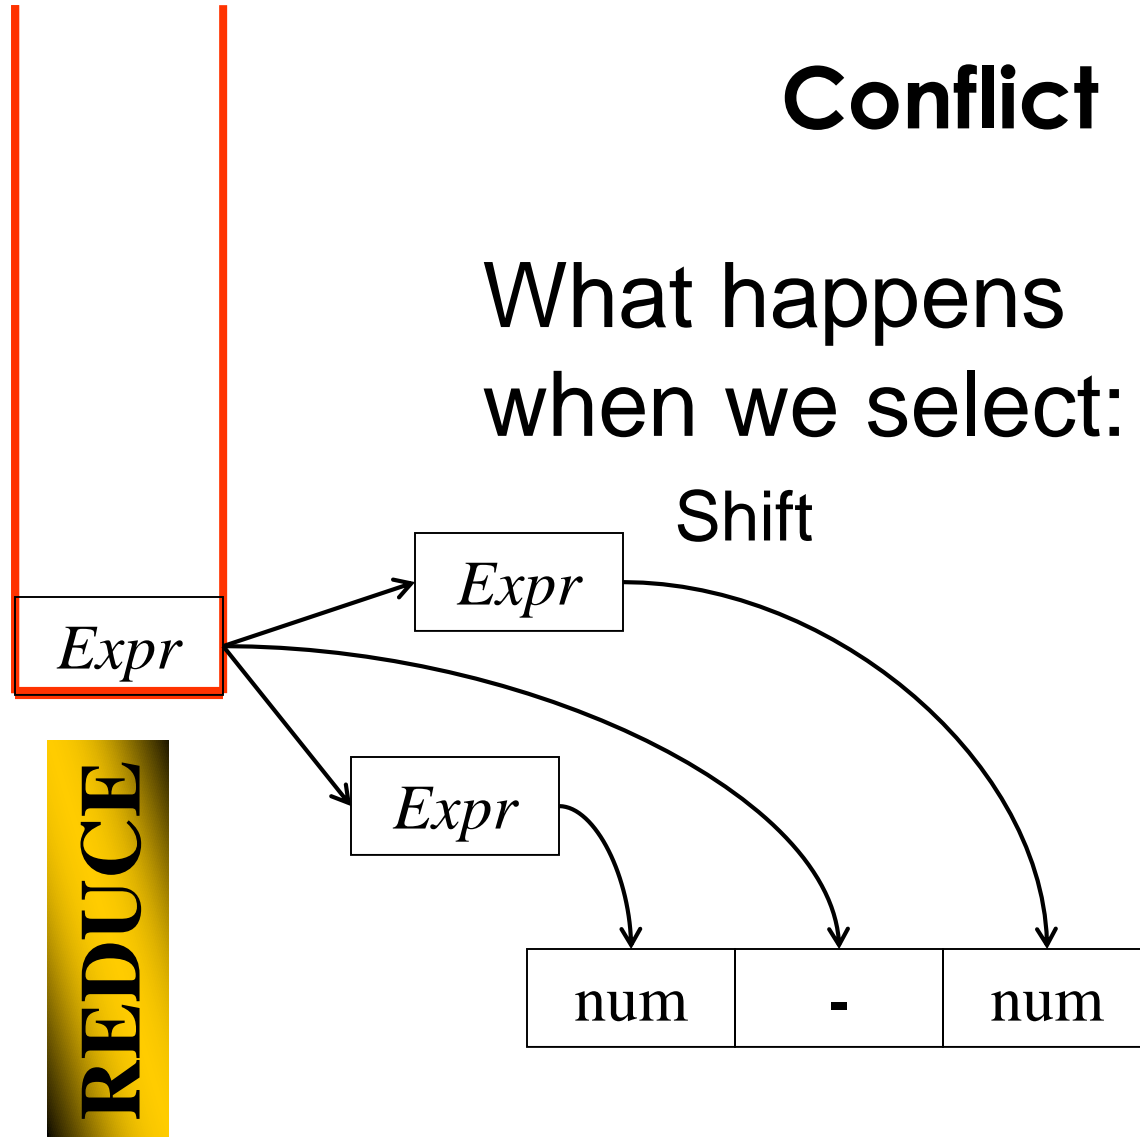 Conflict
What happens
when we select:
Shift
Expr
Expr
Expr
REDUCE
num - num